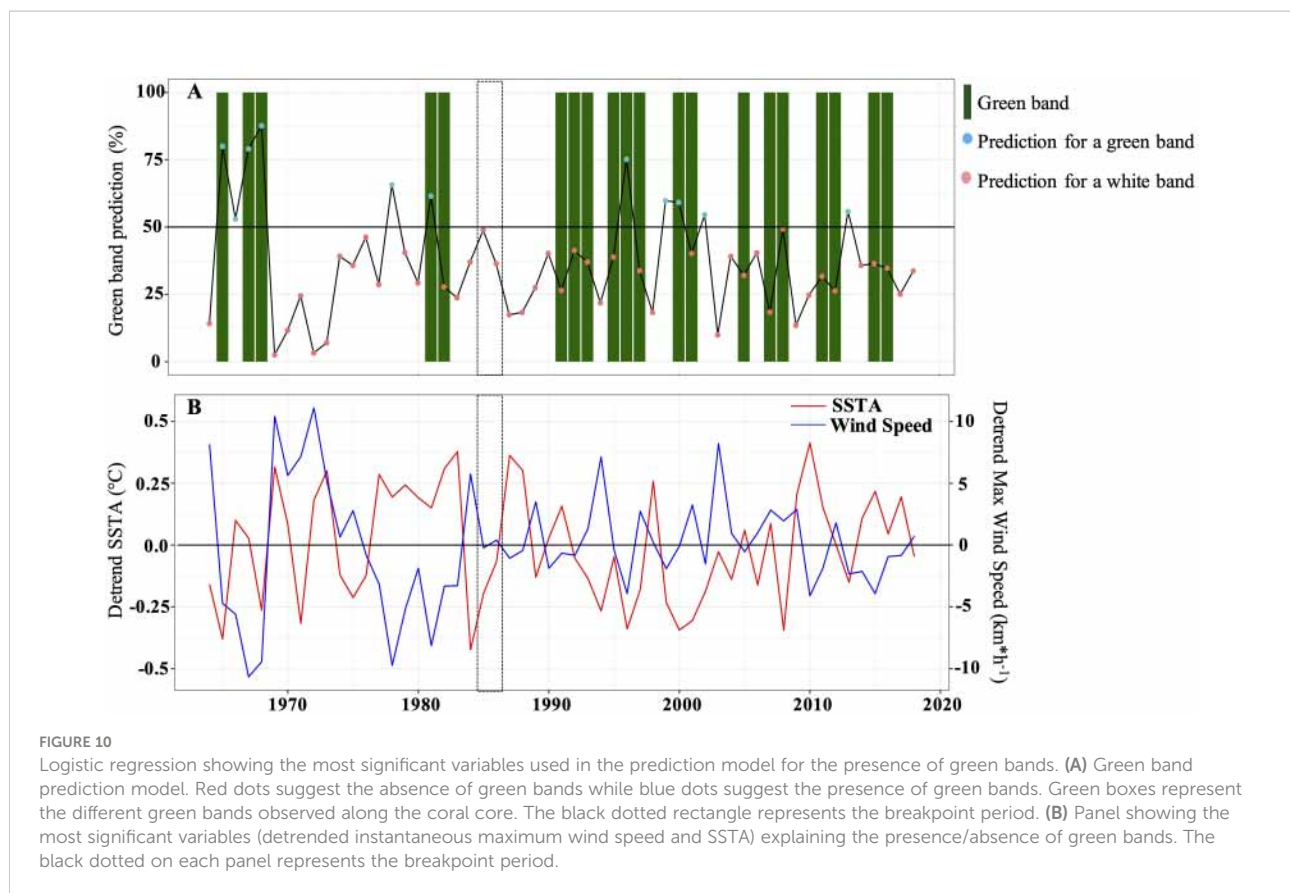 A
100
75
50
25
0
Green band prediction (%)
Green band
Prediction for a green band
Prediction for a white band
B
0.5
0.25
0.0
-0.25
-0.5
Detrend SSTA (°C)
SSTA
Wind Speed
10
5
0
-5
-10
Detrend Max Wind Speed (km*h⁻¹)
1970 1980 1990 2000 2010 2020
FIGURE 10
Logistic regression showing the most significant variables used in the prediction model for the presence of green bands. (A) Green band
prediction model. Red dots suggest the absence of green bands while blue dots suggest the presence of green bands. Green boxes represent
the different green bands observed along the coral core. The black dotted rectangle represents the breakpoint period. (B) Panel showing the
most significant variables (detrended instantaneous maximum wind speed and SSTA) explaining the presence/absence of green bands. The
black dotted on each panel represents the breakpoint period.